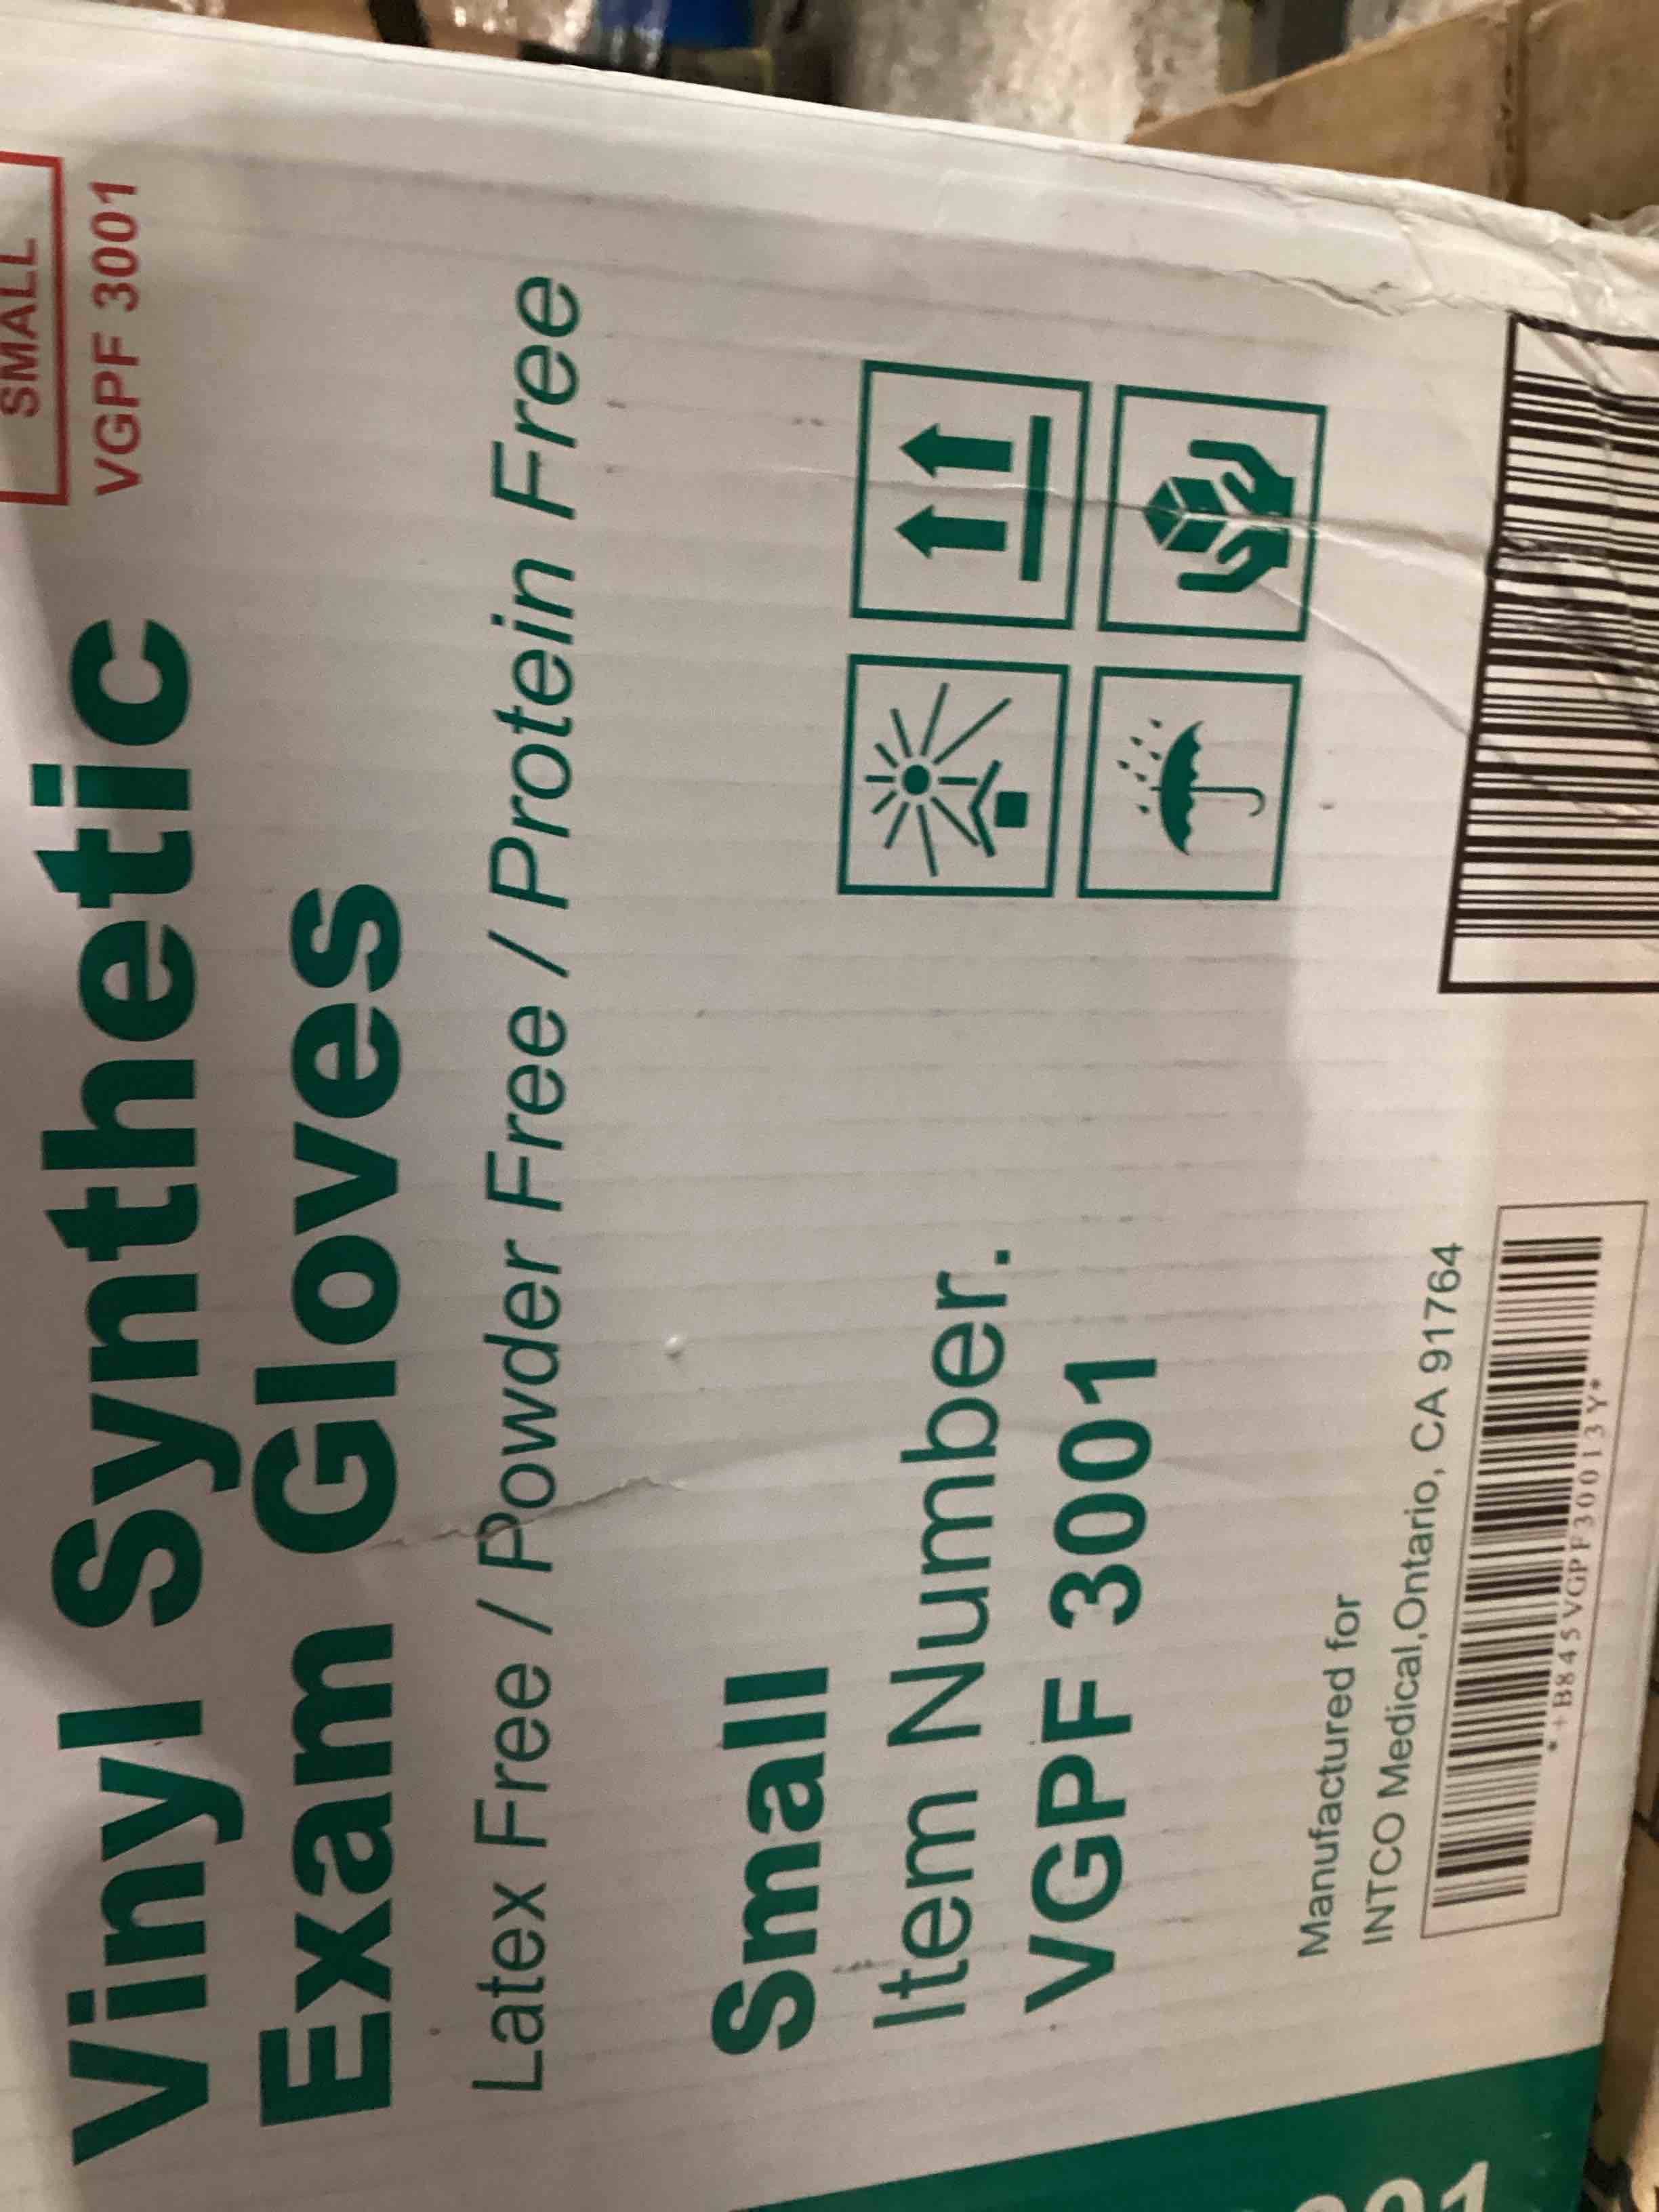 SMALL
VGPF 3001
Vinyl Synthetic
Exam Gloves
Latex Free / Powder Free / Protein Free
Small
Item Number.
VGPF 3001
Manufactured for
INTCO Medical,Ontario, CA 91764
*+B845VGPF30013Y*